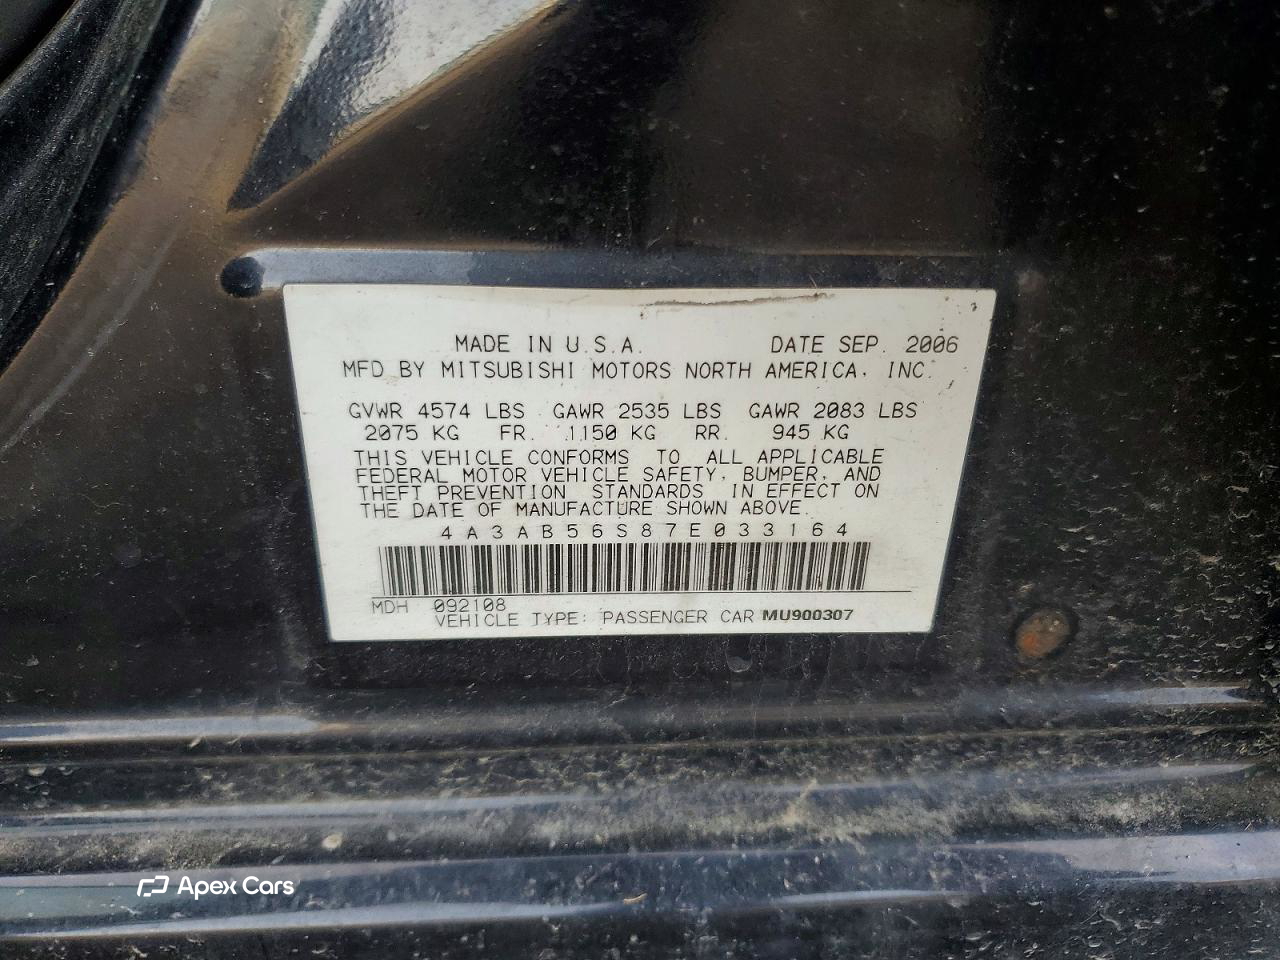 MADE IN U.S.A. DATE SEP. 2006
MFD BY MITSUBISHI MOTORS NORTH AMERICA, INC.
GVWR 4574 LBS GAWR 2535 LBS GAWR 2083 LBS
2075 KG FR. 1150 KG RR. 945 KG
THIS VEHICLE CONFORMS TO ALL APPLICABLE
FEDERAL MOTOR VEHICLE SAFETY, BUMPER, AND
THEFT PREVENTION STANDARDS IN EFFECT ON
THE DATE OF MANUFACTURE SHOWN ABOVE.
4A3AB56S87E033164
MDH 092108
VEHICLE TYPE: PASSENGER CAR MU900307
Apex Cars